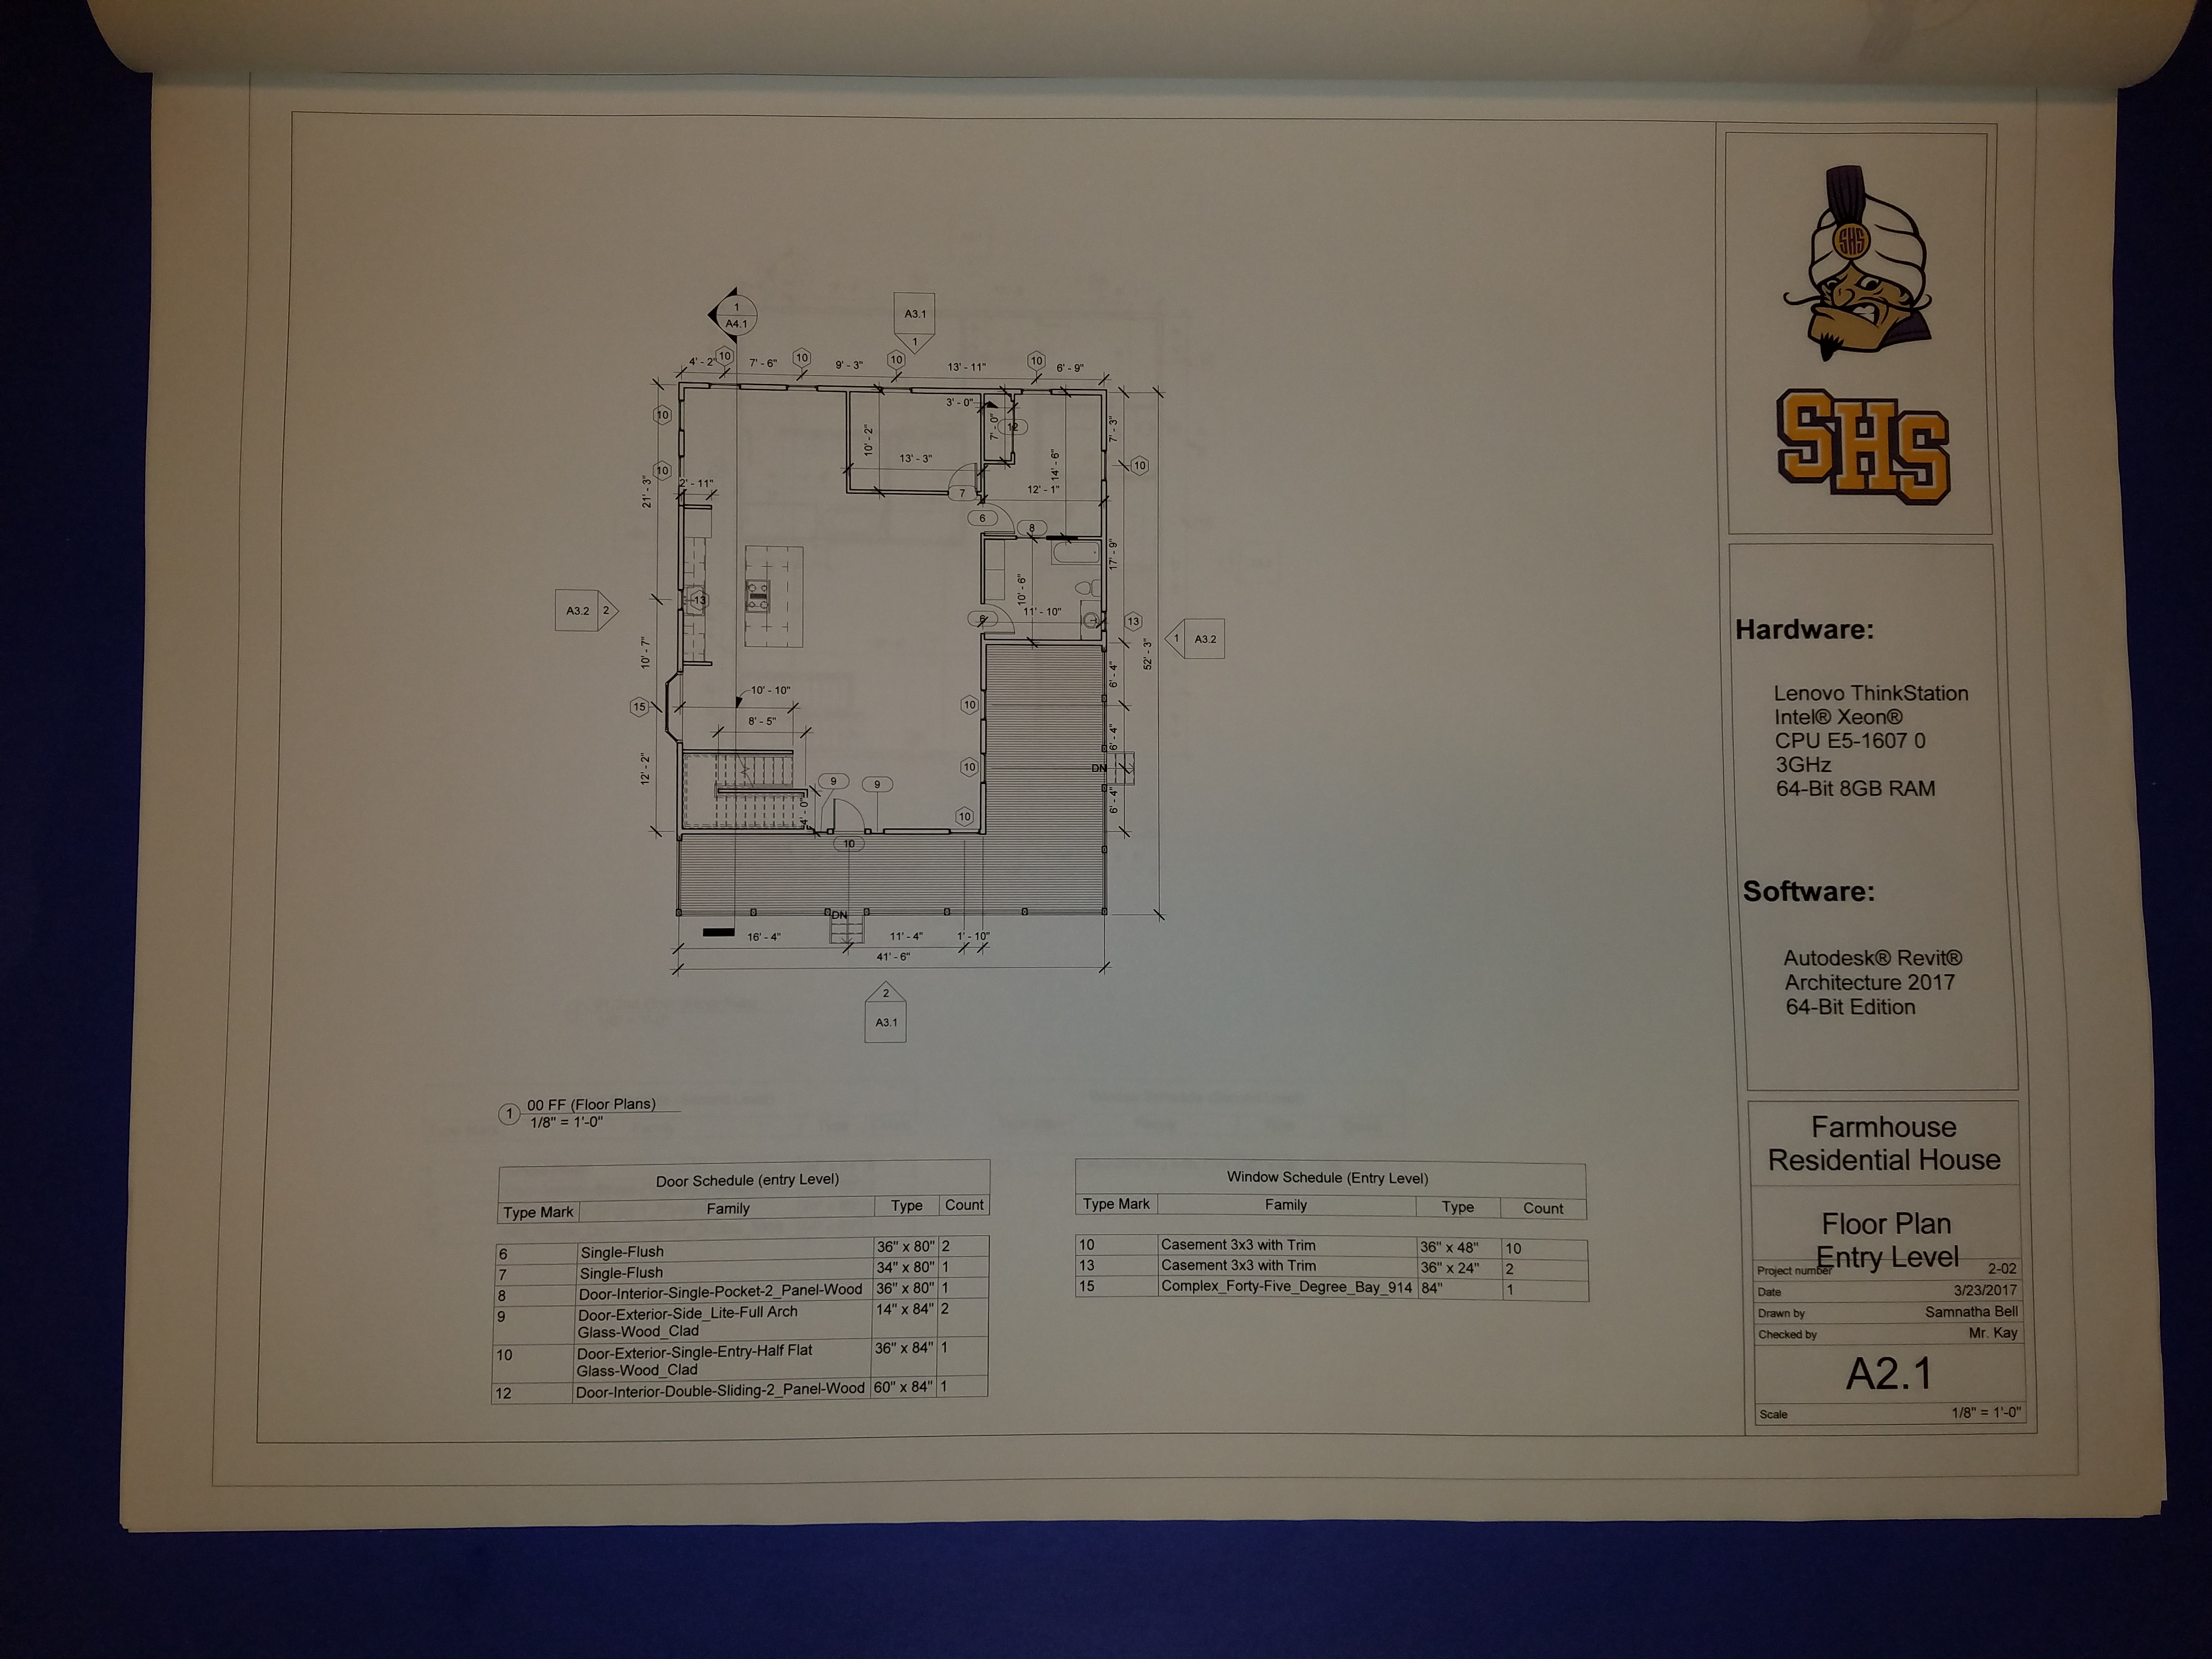 SHS
SHS
Hardware:
Lenovo ThinkStation
Intel® Xeon®
CPU E5-1607 0
3GHz
64-Bit 8GB RAM
Software:
Autodesk® Revit®
Architecture 2017
64-Bit Edition
Farmhouse
Residential House
Floor Plan
Entry Level
Project number 2-02
Date 3/23/2017
Drawn by Samnatha Bell
Checked by Mr. Kay
A2.1
Scale 1/8" = 1'-0"
1
A4.1
A3.1
1
4' - 2" 10 7' - 6" 10 9' - 3" 10 13' - 11" 10 6' - 9"
10
10
21' - 3"
2' - 11"
10' - 2"
13' - 3"
3' - 0"
7' - 0"
12
14' - 6"
12' - 1"
7' - 3"
10
7
6
8
17' - 9"
10' - 6"
11' - 10"
6
13
13
A3.2 2
1 A3.2
52' - 3"
10' - 7"
15
10' - 10"
8' - 5"
12' - 2"
4' - 0"
9
9
10
10
10
10
6' - 4"
6' - 4"
6' - 4"
DN
DN
16' - 4" 11' - 4" 1' - 10"
41' - 6"
2
A3.1
1 00 FF (Floor Plans)
1/8" = 1'-0"
Door Schedule (entry Level)
Type Mark Family Type Count
6 Single-Flush 36" x 80" 2
7 Single-Flush 34" x 80" 1
8 Door-Interior-Single-Pocket-2_Panel-Wood 36" x 80" 1
9 Door-Exterior-Side_Lite-Full Arch 14" x 84" 2
Glass-Wood_Clad
10 Door-Exterior-Single-Entry-Half Flat 36" x 84" 1
Glass-Wood_Clad
12 Door-Interior-Double-Sliding-2_Panel-Wood 60" x 84" 1
Window Schedule (Entry Level)
Type Mark Family Type Count
10 Casement 3x3 with Trim 36" x 48" 10
13 Casement 3x3 with Trim 36" x 24" 2
15 Complex_Forty-Five_Degree_Bay_914 84" 1